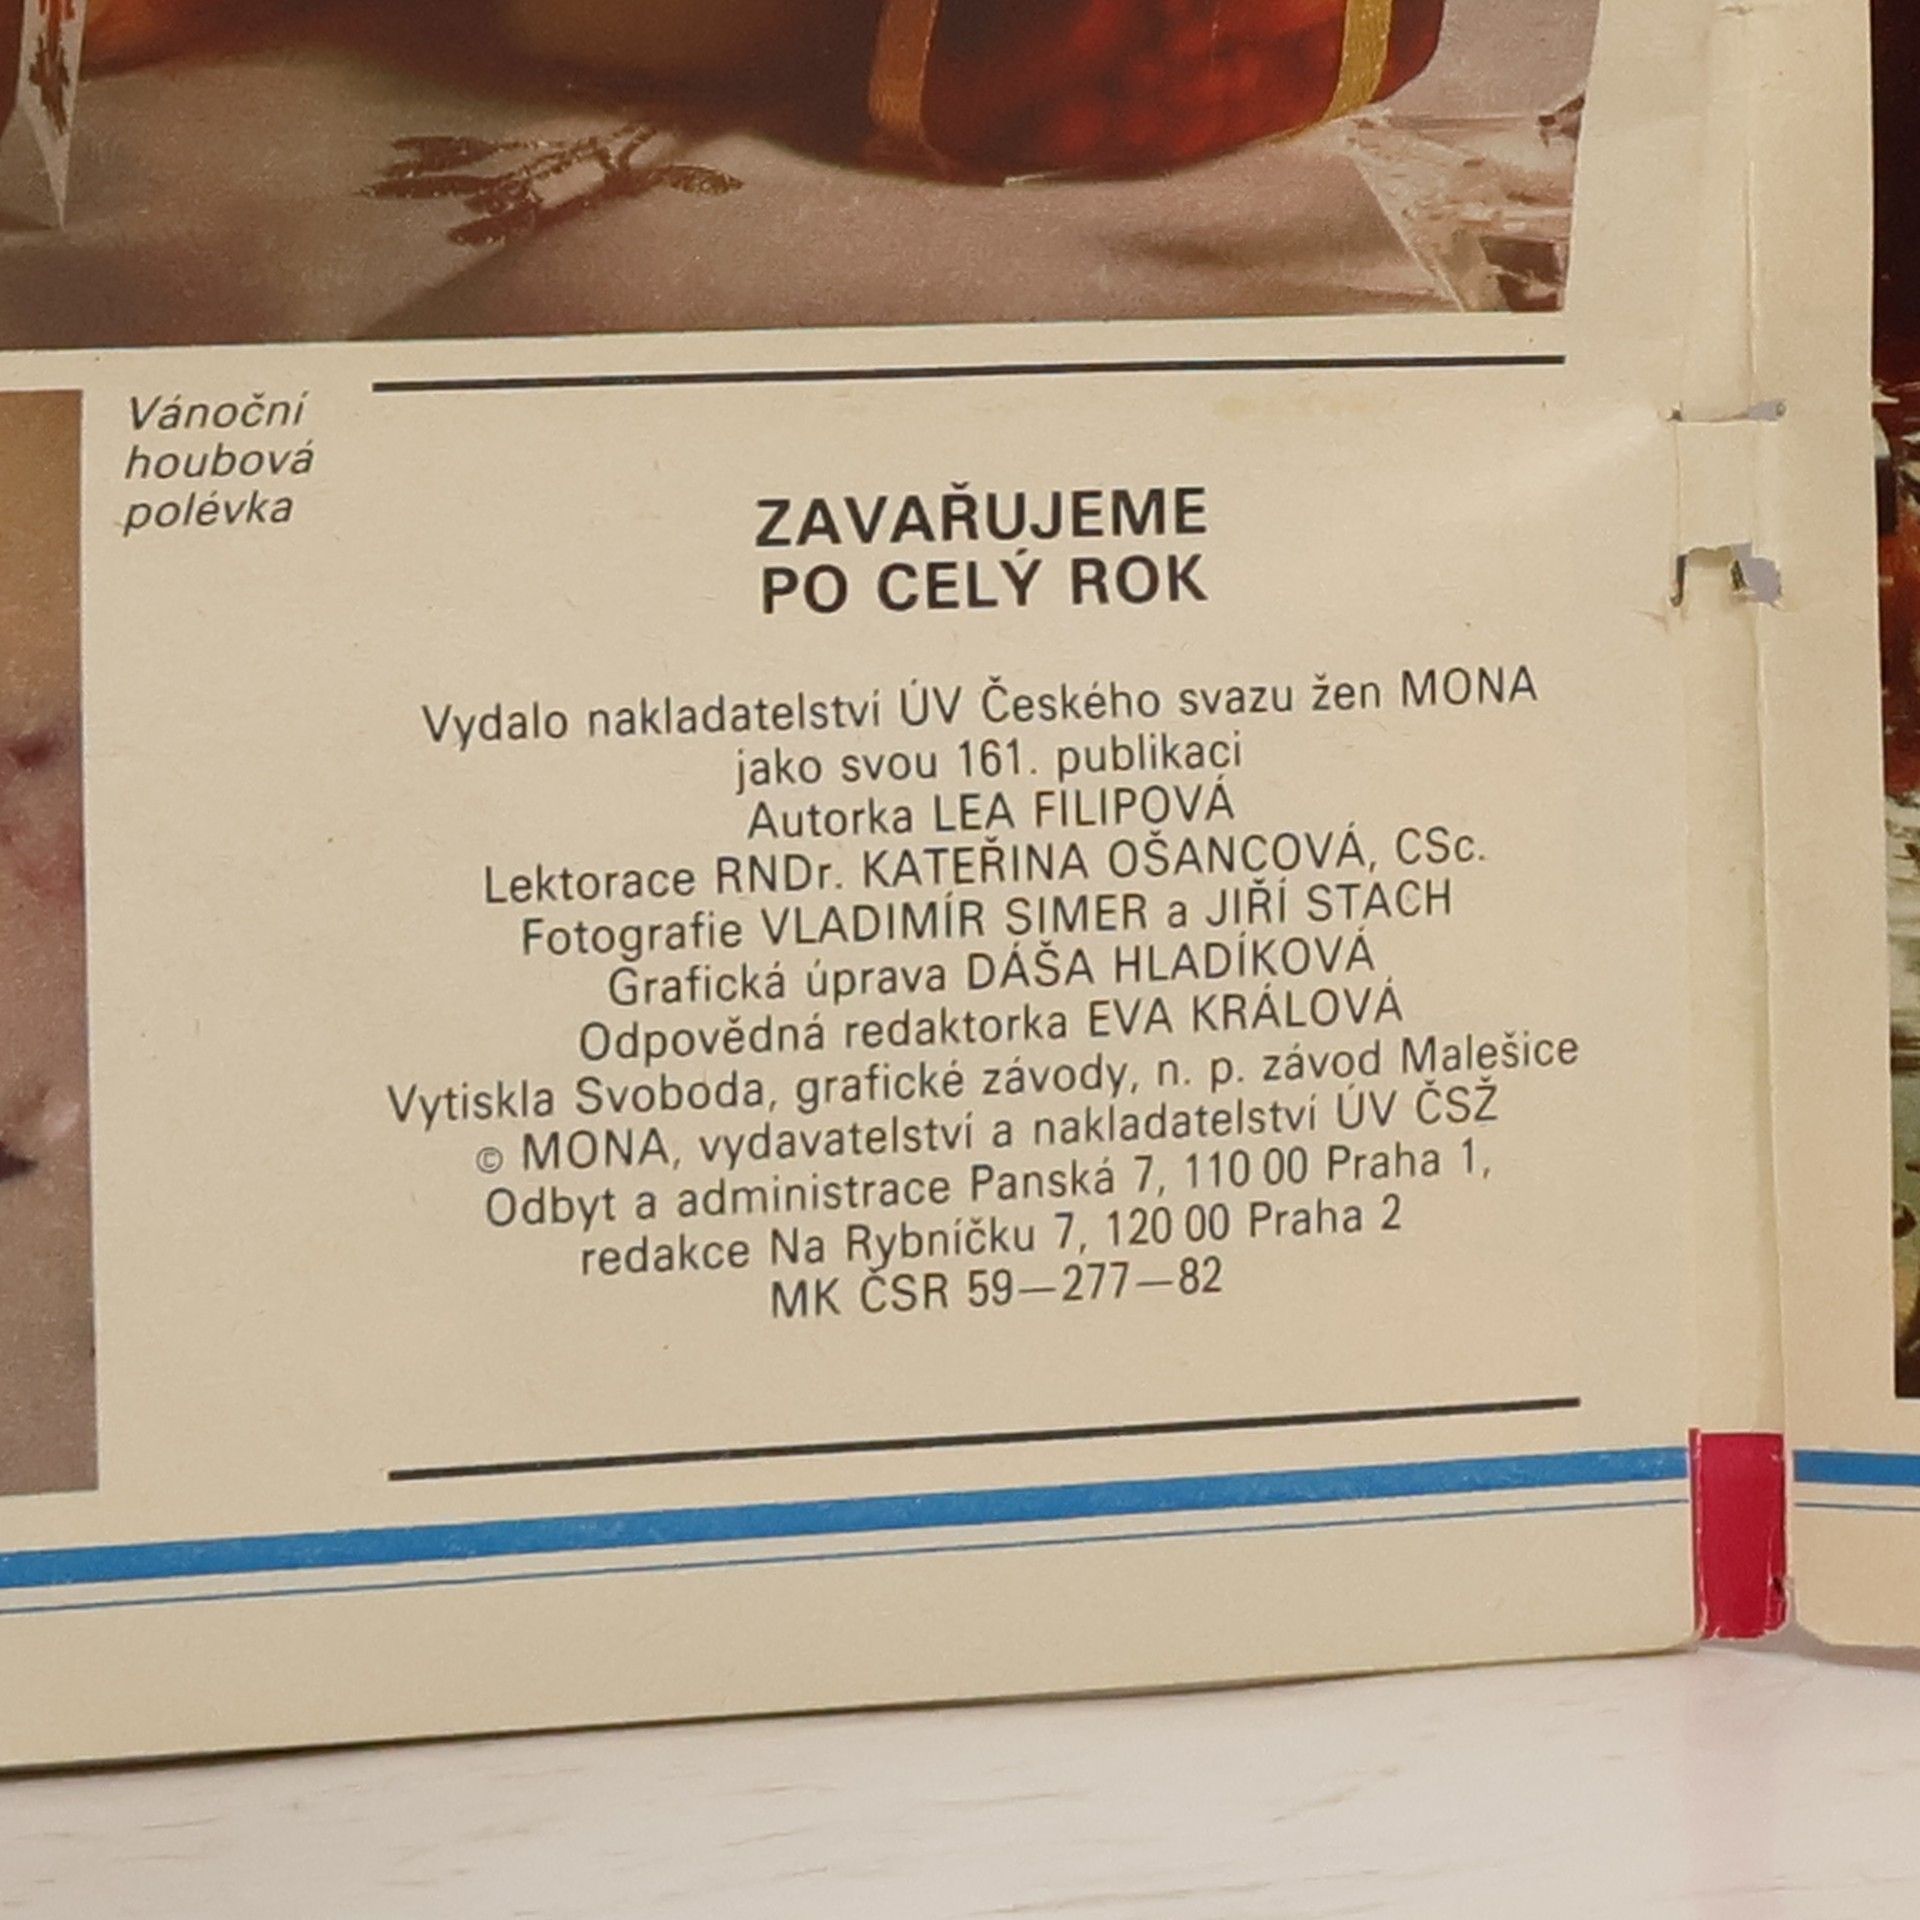 Vánoční
houbová
polévka
ZAVAŘUJEME
PO CELÝ ROK
Vydalo nakladatelství ÚV Českého svazu žen MONA
jako svou 161. publikaci
Autorka LEA FILIPOVÁ
Lektorace RNDr. KATEŘINA OŠANCOVÁ, CSc.
Fotografie VLADIMÍR SIMER a JIŘÍ STACH
Grafická úprava DÁŠA HLADÍKOVÁ
Odpovědná redaktorka EVA KRÁLOVÁ
Vytiskla Svoboda, grafické závody, n. p. závod Malešice
© MONA, vydavatelství a nakladatelství ÚV ČSŽ
Odbyt a administrace Panská 7, 110 00 Praha 1,
redakce Na Rybníčku 7, 120 00 Praha 2
MK ČSR 59—277—82